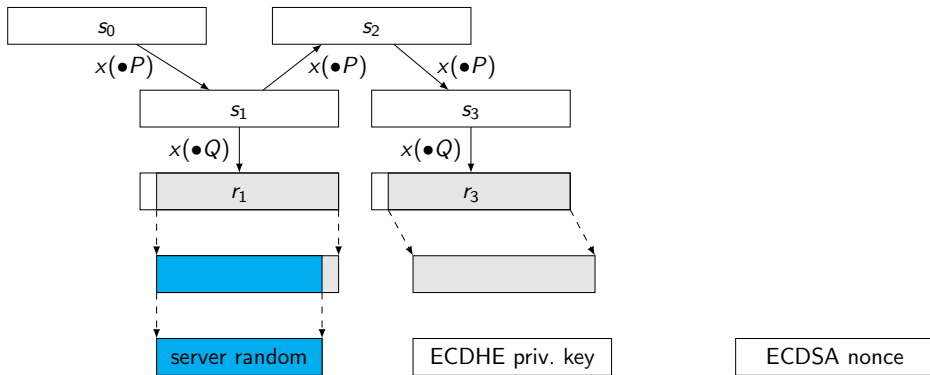 s₀ s₂
x(•P) x(•P) x(•P)
s₁ s₃
x(•Q) x(•Q)
r₁ r₃
server random ECDHE priv. key ECDSA nonce